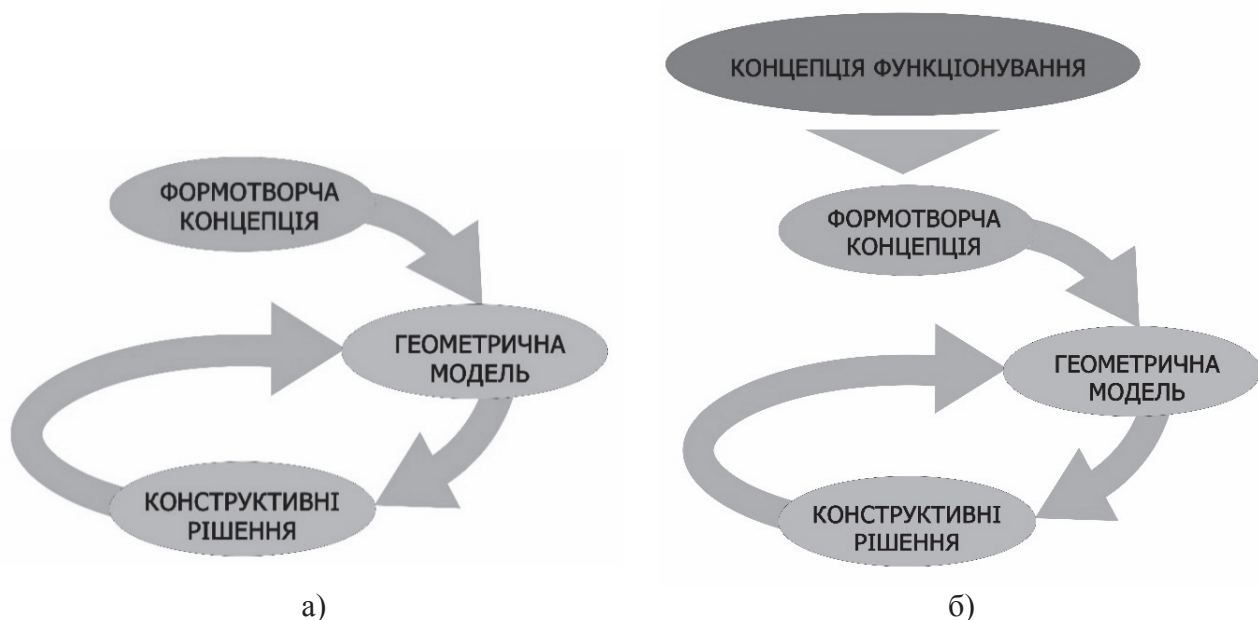 ФОРМОТВОРЧА
КОНЦЕПЦІЯ
ГЕОМЕТРИЧНА
МОДЕЛЬ
КОНСТРУКТИВНІ
РІШЕННЯ
а)
КОНЦЕПЦІЯ ФУНКЦІОНУВАННЯ
ФОРМОТВОРЧА
КОНЦЕПЦІЯ
ГЕОМЕТРИЧНА
МОДЕЛЬ
КОНСТРУКТИВНІ
РІШЕННЯ
б)